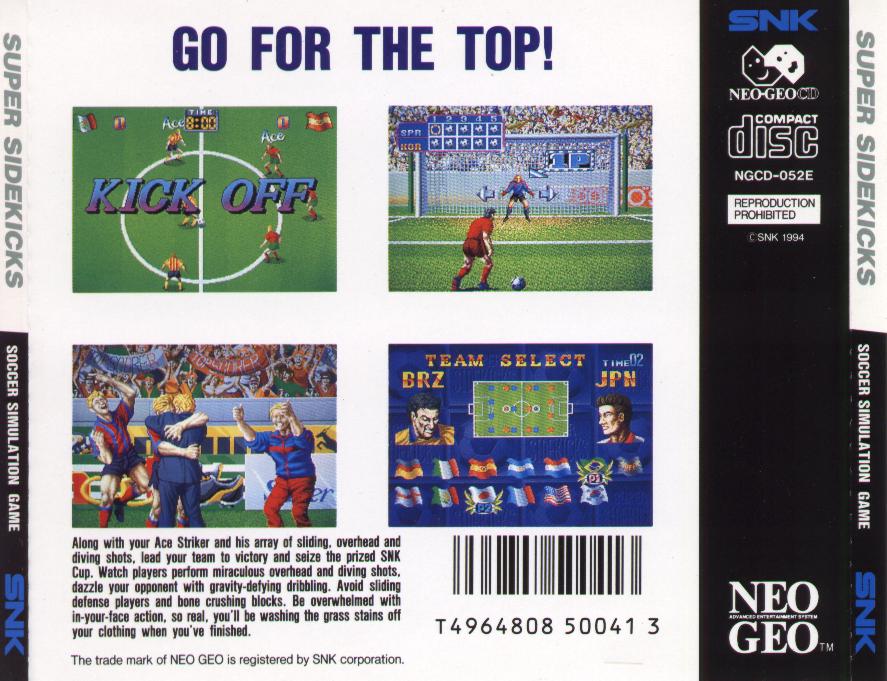 SUPER SIDEKICKS
SOCCER SIMULATION GAME
SNK
GO FOR THE TOP!
TIME
8:00
Ace
Ace
KICK OFF
1 2 3 4 5
SPR
KOR
1P
TEAM SELECT
TIME 02
BRZ
JPN
P1
P2
Along with your Ace Striker and his array of sliding, overhead and
diving shots, lead your team to victory and seize the prized SNK
Cup. Watch players perform miraculous overhead and diving shots,
dazzle your opponent with gravity-defying dribbling. Avoid sliding
defense players and bone crushing blocks. Be overwhelmed with
in-your-face action, so real, you'll be washing the grass stains off
your clothing when you've finished.
The trade mark of NEO GEO is registered by SNK corporation.
T4964808 50041 3
SNK
NEO•GEO CD
COMPACT
disc
NGCD-052E
REPRODUCTION
PROHIBITED
©SNK 1994
NEO
ADVANCED ENTERTAINMENT SYSTEM
GEO TM
SUPER SIDEKICKS
SOCCER SIMULATION GAME
SNK